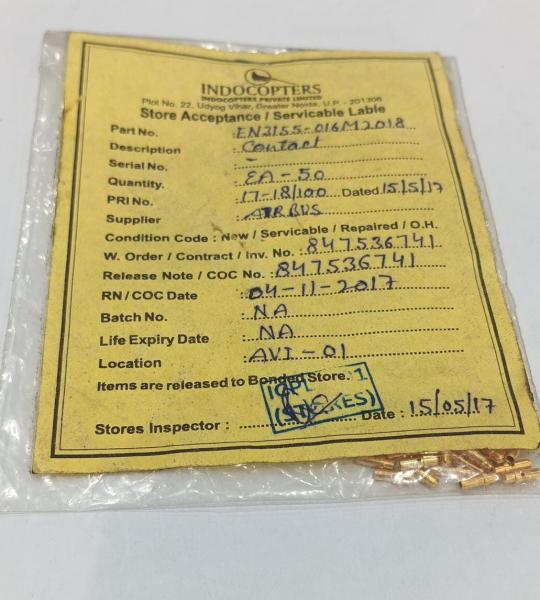 INDOCOPTERS
INDOCOPTERS PRIVATE LIMITED
Plot No. 22, Udyog Vihar, Greater Noida, U.P. - 201306
Store Acceptance / Servicable Lable
Part No. : EN3155-016M2018
Description : Contact
Serial No. : -
Quantity. : EA - 50
PRI No. : 17-18/100 Dated 15/5/17
Supplier : AIRBUS
Condition Code : New / Servicable / Repaired / O.H.
W. Order / Contract / Inv. No. : 847536741
Release Note / COC No. : 847536741
RN / COC Date : 04-11-2017
Batch No. : NA
Life Expiry Date : NA
Location : AVI - 01
Items are released to Bonded Store.
IGPL 1
(STORES)
Stores Inspector : Date : 15/05/17